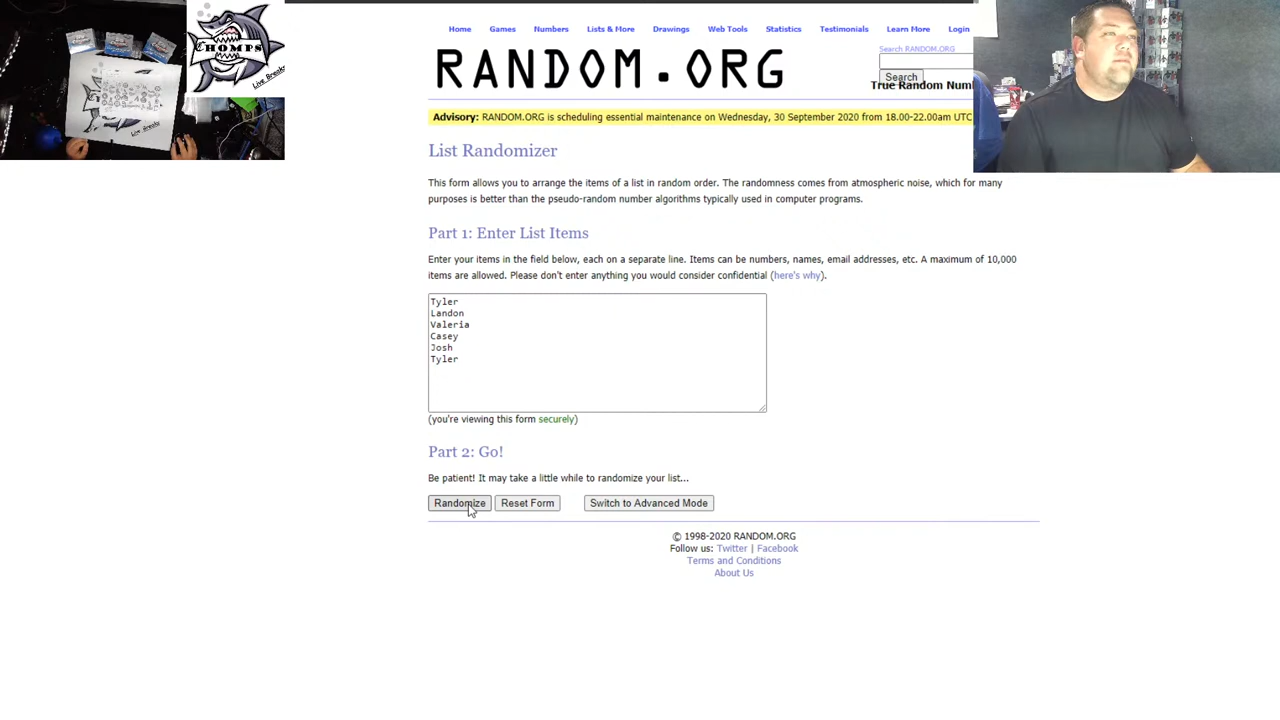 CHOMPS
Live Breaks
Live Breaks
Home Games Numbers Lists & More Drawings Web Tools Statistics Testimonials Learn More Login
RANDOM.ORG
Search RANDOM.ORG
Search
True Random Num
Advisory: RANDOM.ORG is scheduling essential maintenance on Wednesday, 30 September 2020 from 18.00-22.00am UTC
List Randomizer
This form allows you to arrange the items of a list in random order. The randomness comes from atmospheric noise, which for many
purposes is better than the pseudo-random number algorithms typically used in computer programs.
Part 1: Enter List Items
Enter your items in the field below, each on a separate line. Items can be numbers, names, email addresses, etc. A maximum of 10,000
items are allowed. Please don't enter anything you would consider confidential (here's why).
Tyler
Landon
Valeria
Casey
Josh
Tyler
(you're viewing this form securely)
Part 2: Go!
Be patient! It may take a little while to randomize your list...
Randomize Reset Form Switch to Advanced Mode
© 1998-2020 RANDOM.ORG
Follow us: Twitter | Facebook
Terms and Conditions
About Us